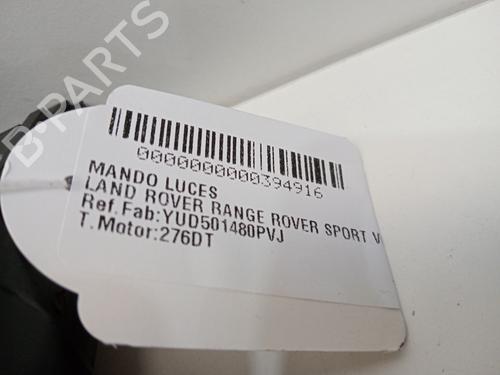 0000000000394916
MANDO LUCES
LAND ROVER RANGE ROVER SPORT V
Ref.Fab:YUD501480PVJ
T.Motor:276DT
B-PARTS